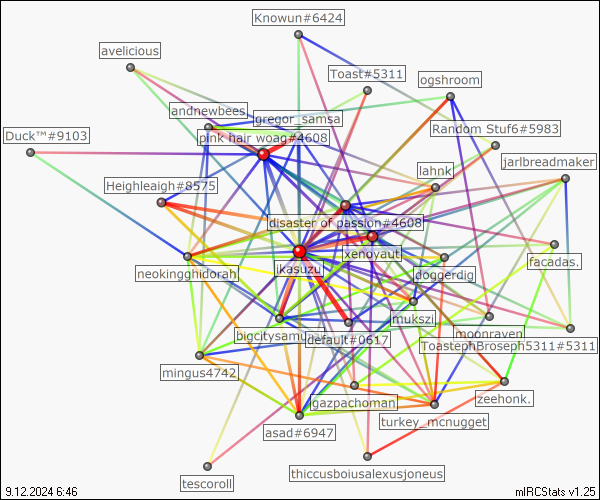 Knowun#6424
avelicious
Toast#5311
ogshroom
andnewbees
gregor_samsa
Random Stuf6#5983
Duck™#9103
pink hair woag#4608
jarlbreadmaker
lahnk
Heighleigh#8575
disaster of passion#4608
xenoyaut
facadas.
ikasuzu
neokingghidorah
doggerdig
mukszi
moonraven
bigcitysamurai
default#0617
ToastephBroseph5311#5311
mingus4742
gazpachoman
zeehonk.
turkey_mcnugget
asad#6947
thiccusboiusalexusjoneus
tescoroll
9.12.2024 6:46
mIRCStats v1.25